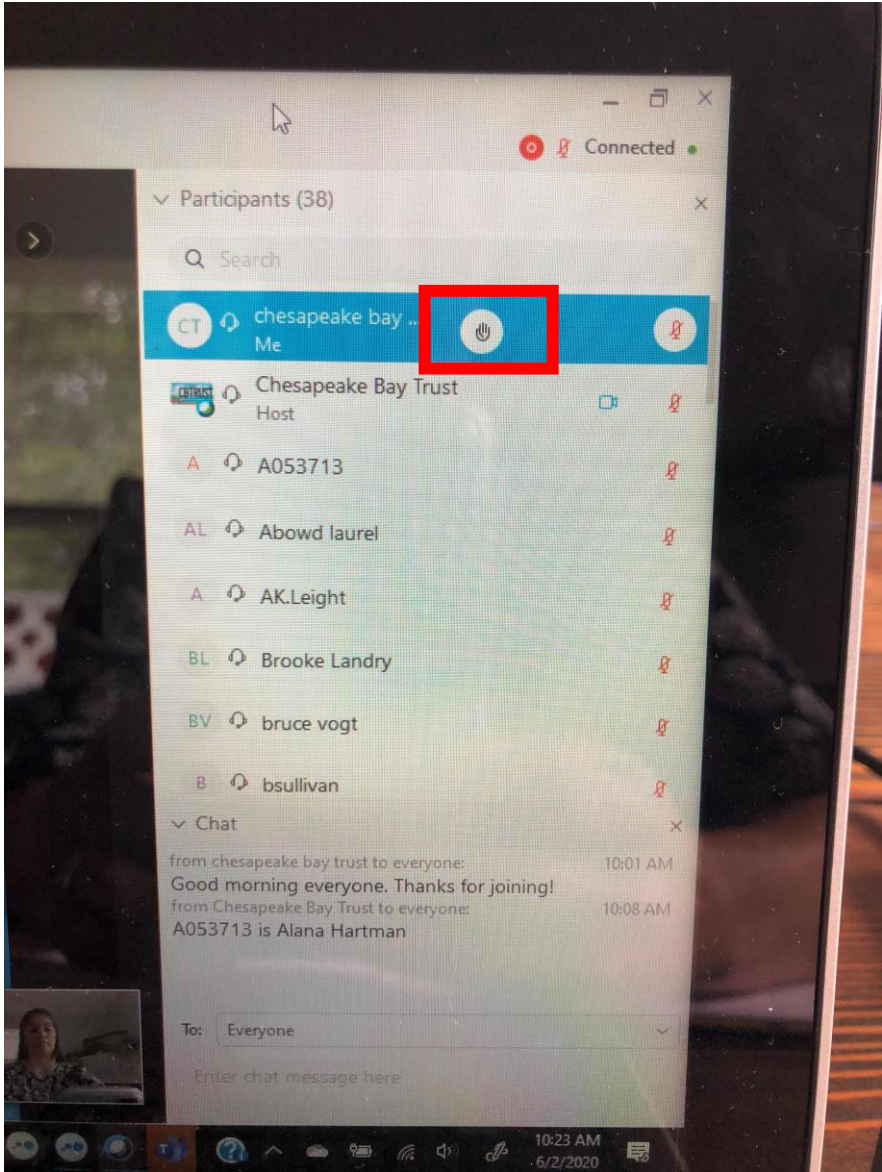 Connected
Participants (38)
Search
CT chesapeake bay ..
Me
CBTRUST Chesapeake Bay Trust
Host
A A053713
AL Abowd laurel
A AK.Leight
BL Brooke Landry
BV bruce vogt
B bsullivan
Chat
from chesapeake bay trust to everyone: 10:01 AM
Good morning everyone. Thanks for joining!
from Chesapeake Bay Trust to everyone: 10:08 AM
A053713 is Alana Hartman
To: Everyone
Enter chat message here
10:23 AM
6/2/2020